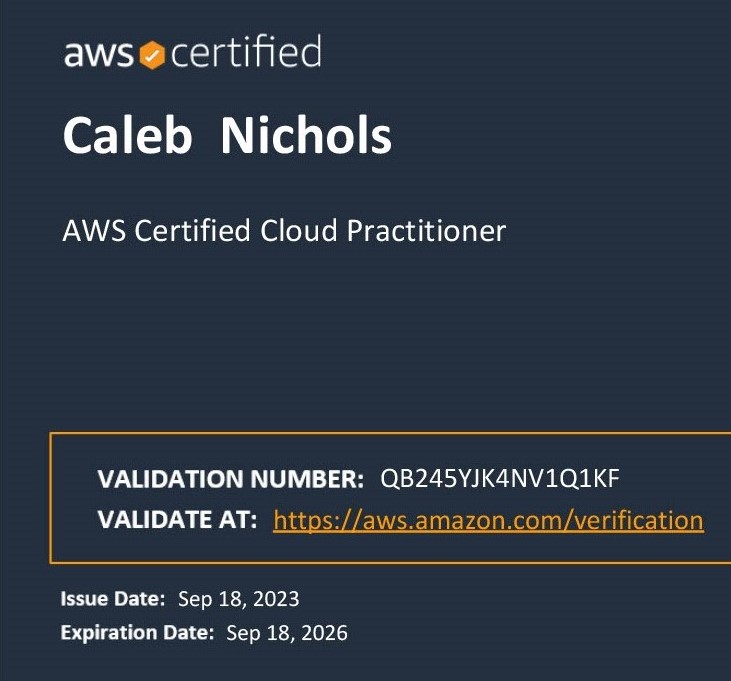 aws certified
Caleb Nichols
AWS Certified Cloud Practitioner
VALIDATION NUMBER: QB245YJK4NV1Q1KF
VALIDATE AT: https://aws.amazon.com/verification
Issue Date: Sep 18, 2023
Expiration Date: Sep 18, 2026